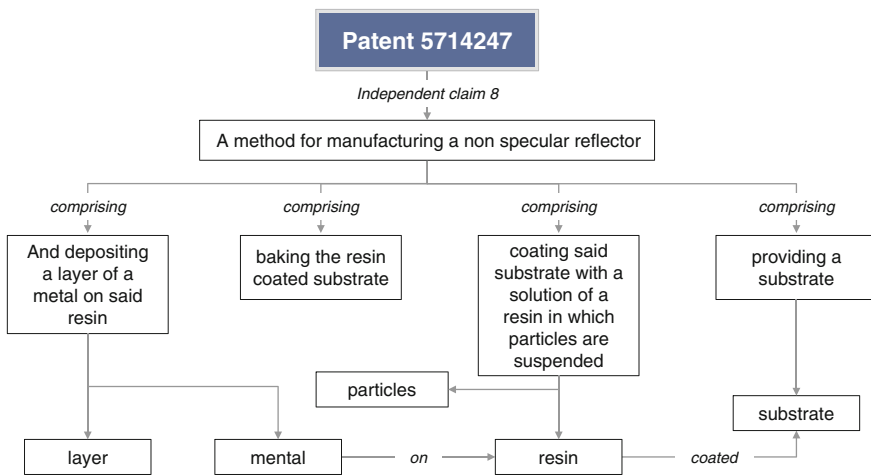 Patent 5714247
Independent claim 8
A method for manufacturing a non specular reflector
comprising
comprising
comprising
comprising
And depositing
a layer of a
metal on said
resin
baking the resin
coated substrate
coating said
substrate with a
solution of a
resin in which
particles are
suspended
providing a
substrate
particles
substrate
layer
mental
on
resin
coated